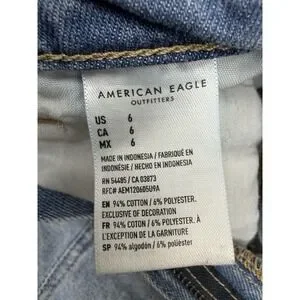 AMERICAN EAGLE
OUTFITTERS
US 6
CA 6
MX 6
MADE IN INDONESIA / FABRIQUÉ EN
INDONÉSIE / HECHO EN INDONESIA
RN 54485 / CA 03873
RFC# AEM120605U9A
EN 94% COTTON / 6% POLYESTER.
EXCLUSIVE OF DECORATION
FR 94% COTON / 6% POLYESTER.
À L'EXCEPTION DE LA GARNITURE
SP 94% algodón / 6% poliéster